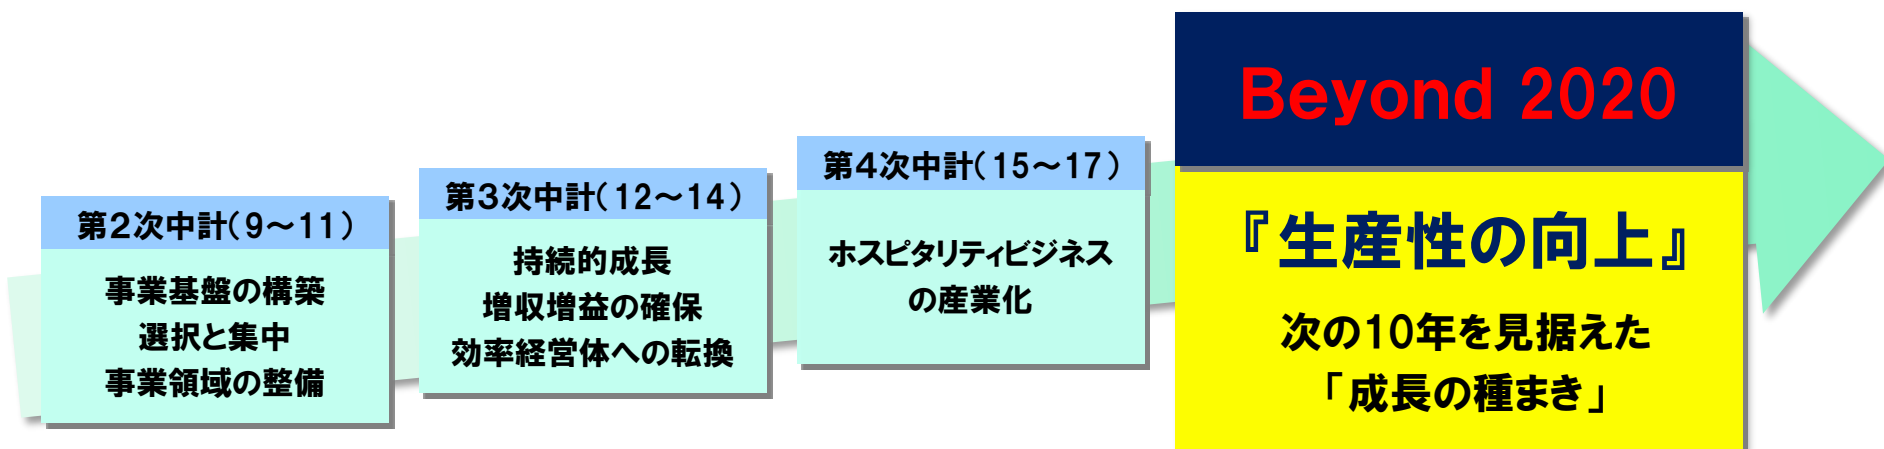 第2次中計(9~11)
事業基盤の構築
選択と集中
事業領域の整備
第3次中計(12~14)
持続的成長
増収増益の確保
効率経営体への転換
第4次中計(15~17)
ホスピタリティビジネス
の産業化
Beyond 2020
『生産性の向上』
次の10年を見据えた
「成長の種まき」